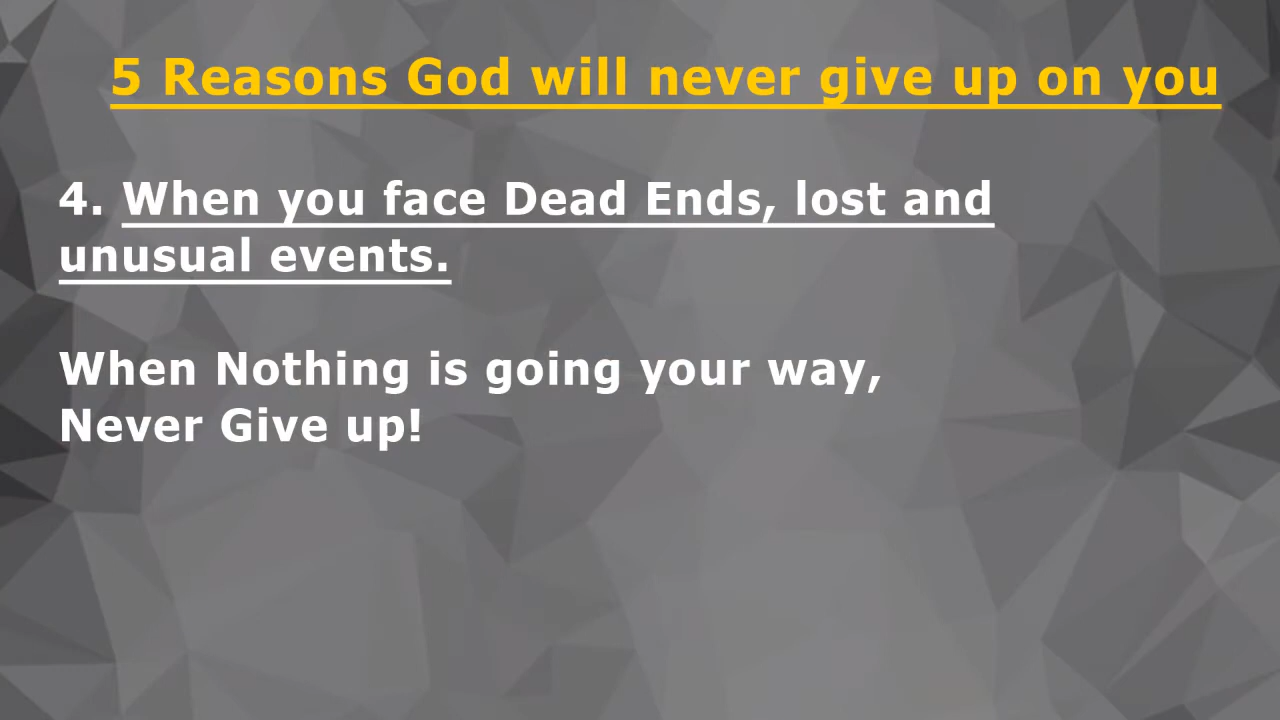 5 Reasons God will never give up on you
4. When you face Dead Ends, lost and
unusual events.
When Nothing is going your way,
Never Give up!